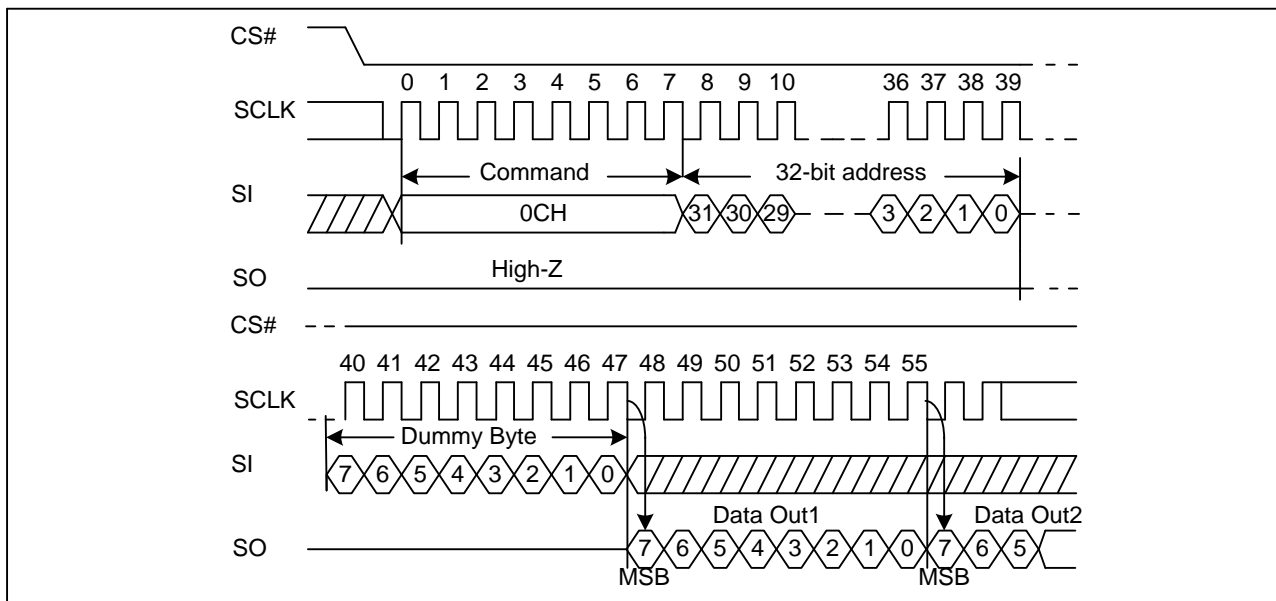 CS#
0 1 2 3 4 5 6 7 8 9 10 36 37 38 39
SCLK
Command 32-bit address
SI
0CH 31 30 29 3 2 1 0
High-Z
SO
CS#
40 41 42 43 44 45 46 47 48 49 50 51 52 53 54 55
SCLK
Dummy Byte
SI
7 6 5 4 3 2 1 0
Data Out1 Data Out2
SO
7 6 5 4 3 2 1 0 7 6 5
MSB MSB